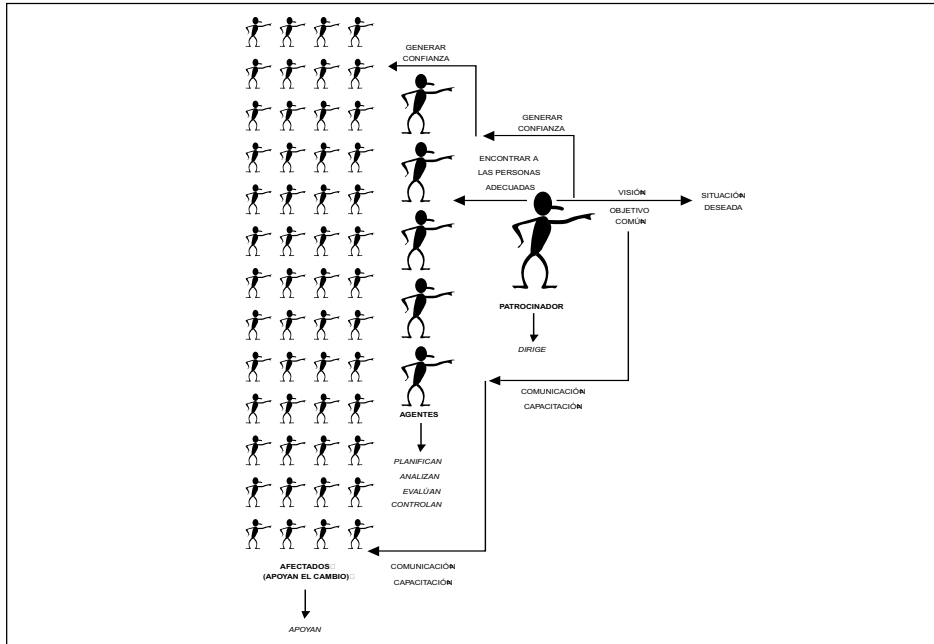 GENERAR
CONFIANZA
GENERAR
CONFIANZA
ENCONTRAR A
LAS PERSONAS
ADECUADAS
VISIÓN
OBJETIVO
COMÚN
SITUACIÓN
DESEADA
PATROCINADOR
DIRIGE
COMUNICACIÓN
CAPACITACIÓN
AGENTES
PLANIFICAN
ANALIZAN
EVALÚAN
CONTROLAN
COMUNICACIÓN
CAPACITACIÓN
AFECTADOS
(APOYAN EL CAMBIO)
APOYAN